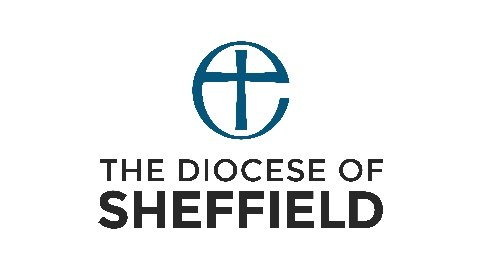 THE DIOCESE OF
SHEFFIELD